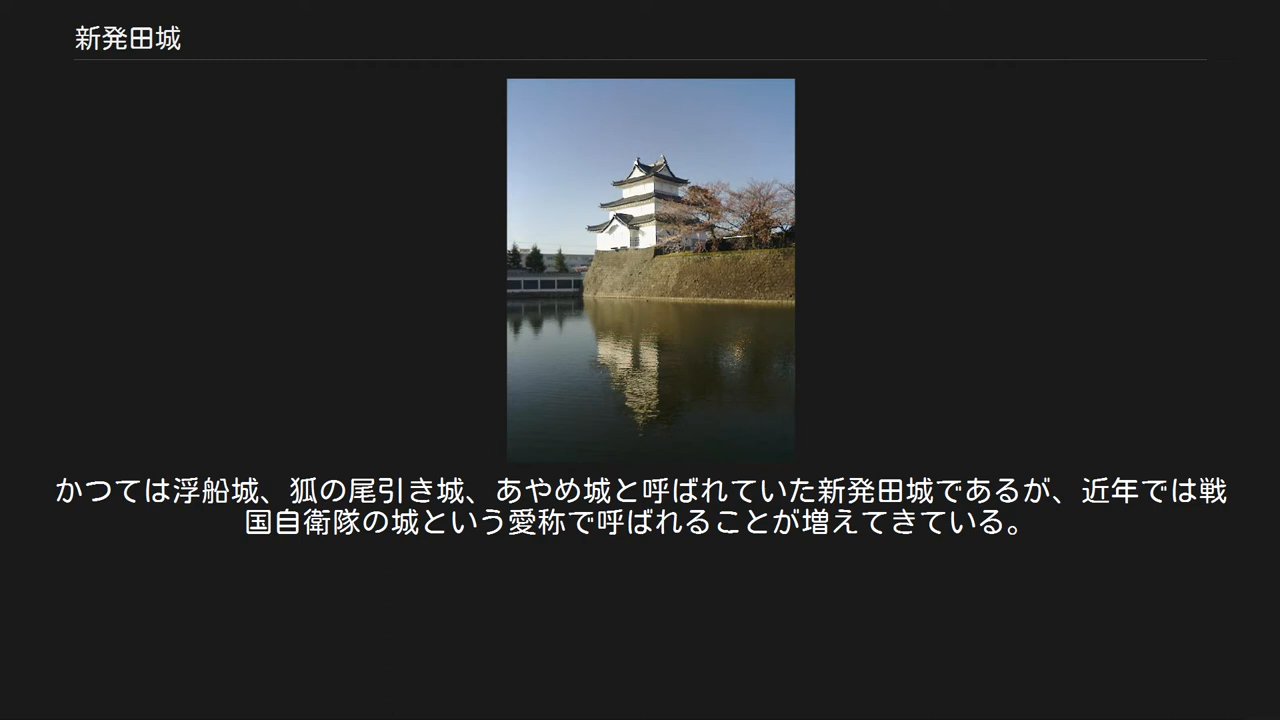 新発田城
かつては浮船城、狐の尾引き城、あやめ城と呼ばれていた新発田城であるが、近年では戦
国自衛隊の城という愛称で呼ばれることが増えてきている。